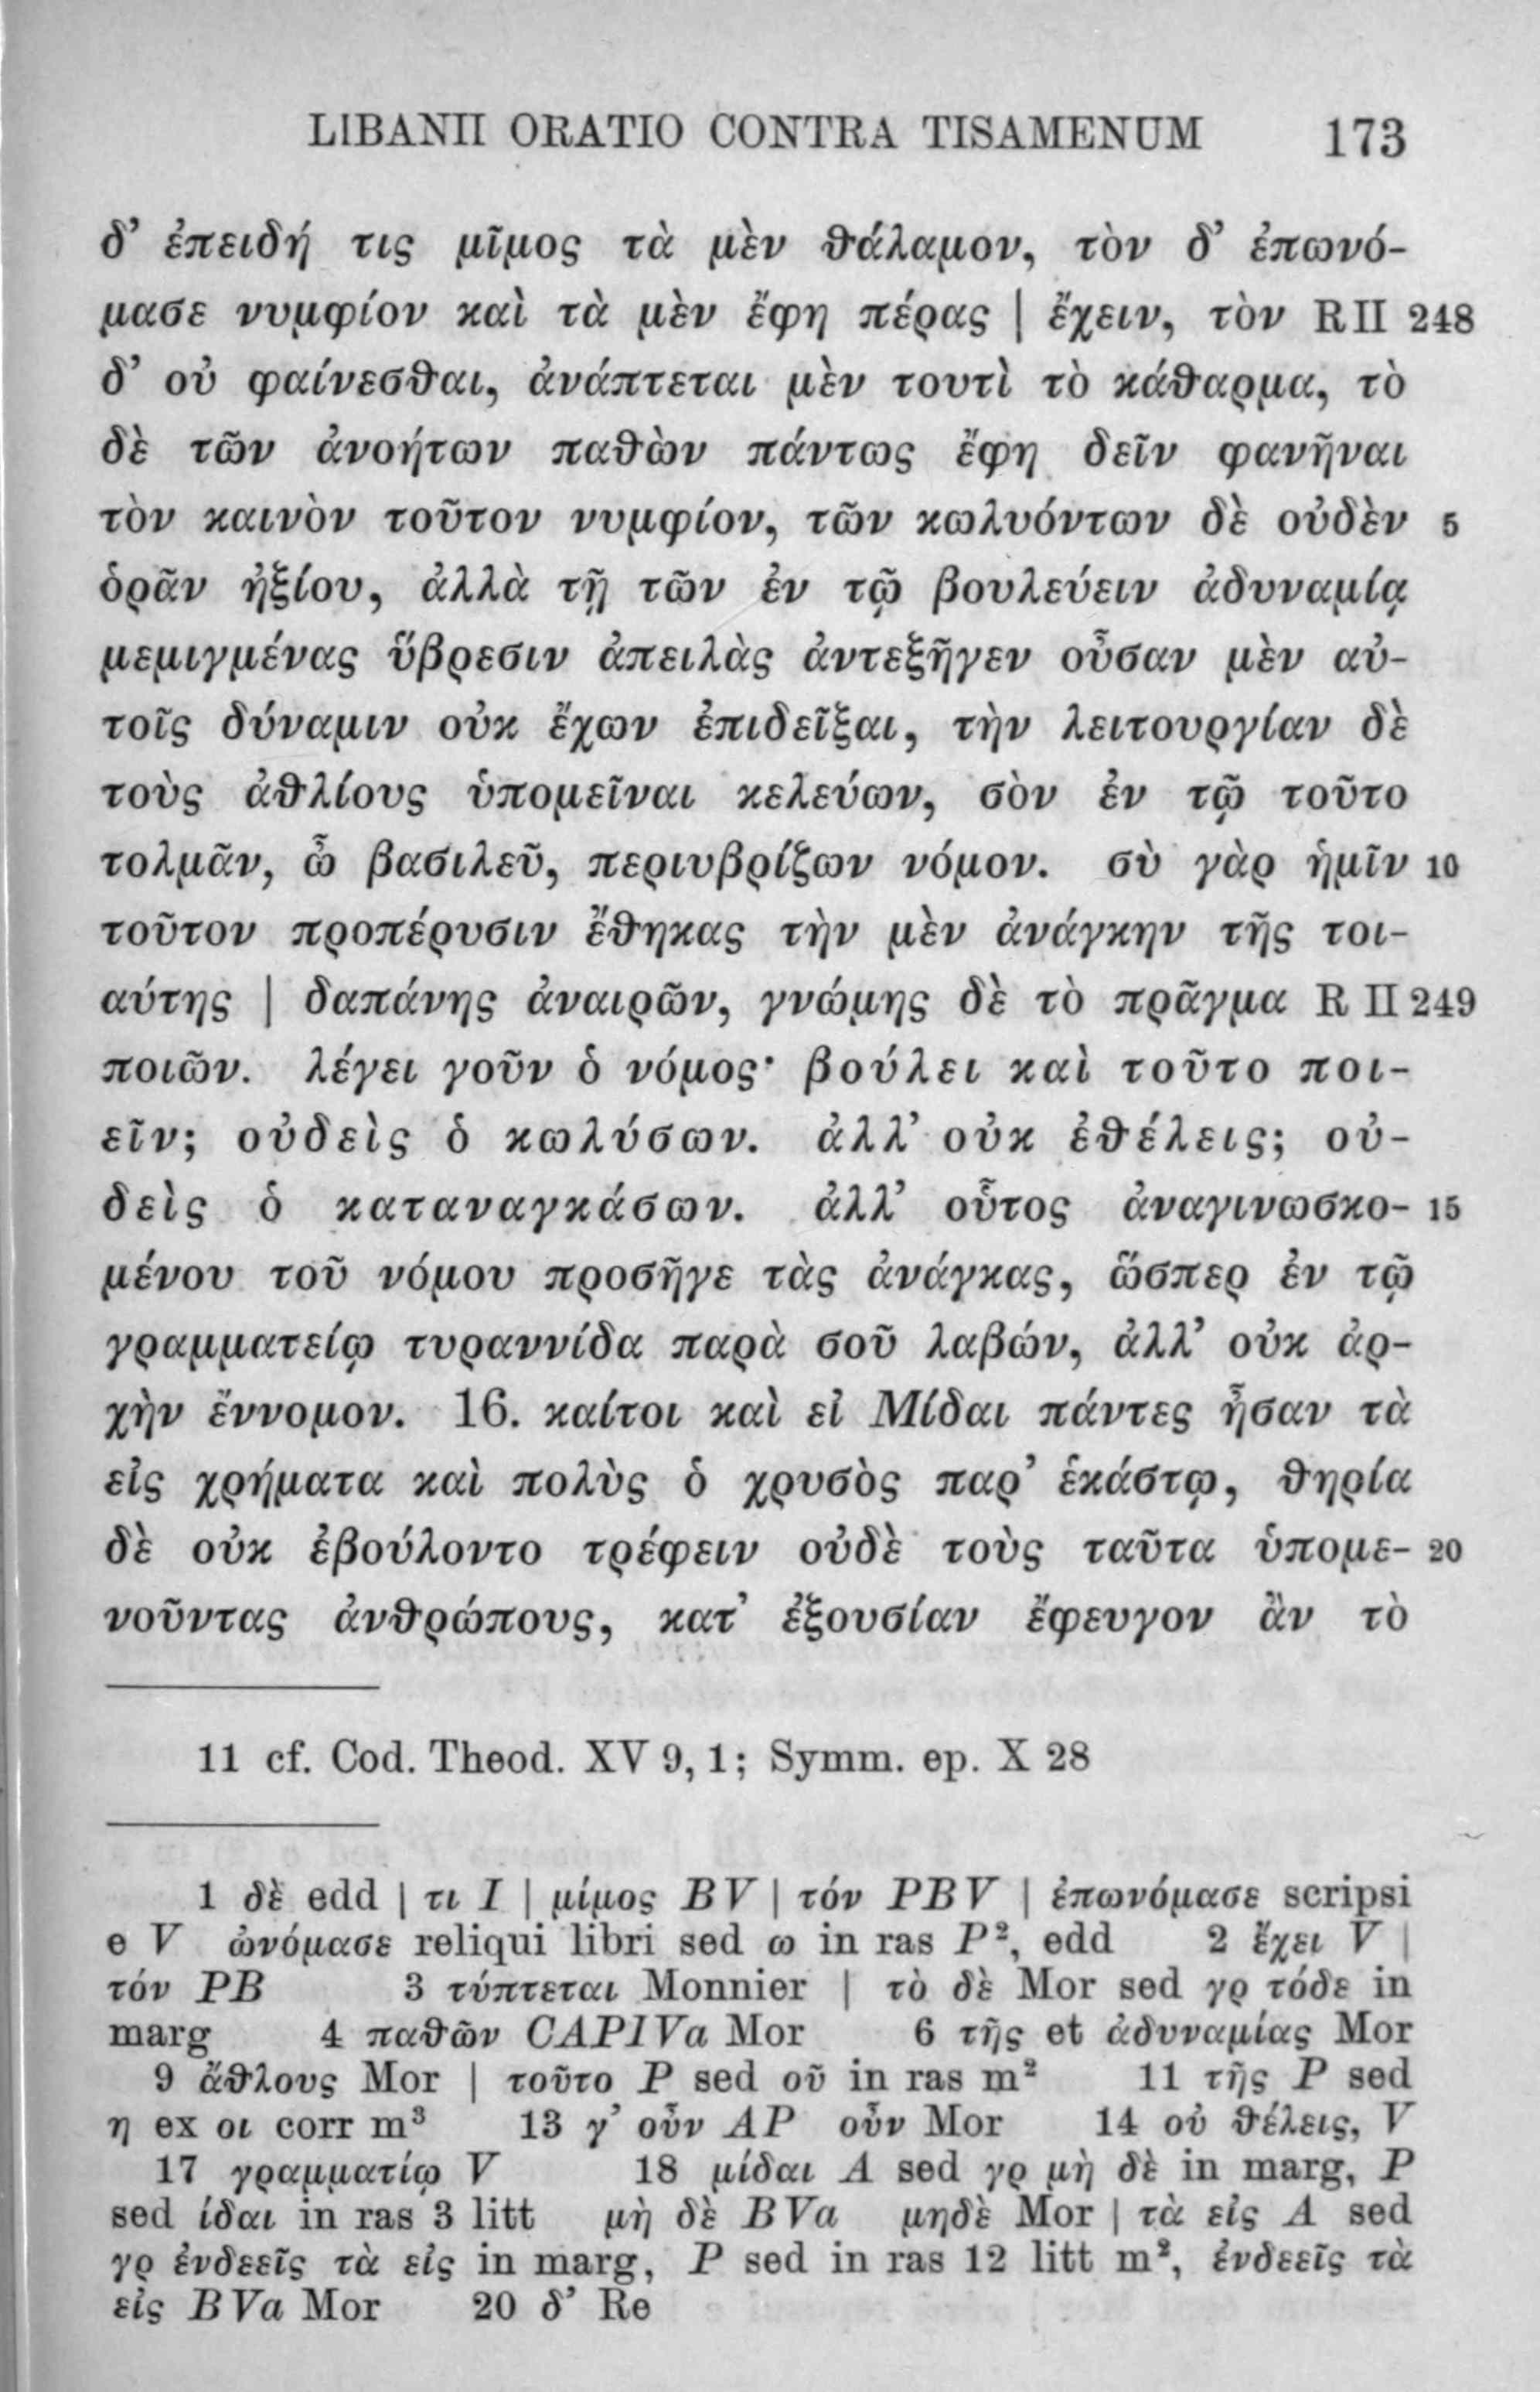 LIBANII ORATIO CONTRA TISAMENUM 173
δ’ ἐπειδή τις μῖμος τὰ μὲν θάλαμον, τὸν δ’ ἐπωνό-
μασε νυμφίον καὶ τὰ μὲν ἔφη πέρας | ἔχειν, τὸν R II 248
δ’ οὐ φαίνεσθαι, ἀνάπτεται μὲν τουτὶ τὸ κάθαρμα, τὸ
δὲ τῶν ἀνοήτων παθὼν πάντως ἔφη δεῖν φανῆναι
τὸν καινὸν τοῦτον νυμφίον, τῶν κωλυόντων δὲ οὐδὲν 5
ὁρᾶν ἠξίου, ἀλλὰ τῇ τῶν ἐν τῷ βουλεύειν ἀδυναμίᾳ
μεμιγμένας ὕβρεσιν ἀπειλὰς ἀντεξῆγεν οὖσαν μὲν αὐ-
τοῖς δύναμιν οὐκ ἔχων ἐπιδεῖξαι, τὴν λειτουργίαν δὲ
τοὺς ἀθλίους ὑπομεῖναι κελεύων, σὸν ἐν τῷ τοῦτο
τολμᾶν, ὦ βασιλεῦ, περιυβρίζων νόμον. σὺ γὰρ ἡμῖν 10
τοῦτον προπέρυσιν ἔθηκας τὴν μὲν ἀνάγκην τῆς τοι-
αύτης | δαπάνης ἀναιρῶν, γνώμης δὲ τὸ πρᾶγμα R II 249
ποιῶν. λέγει γοῦν ὁ νόμος· βούλει καὶ τοῦτο ποι-
εῖν; οὐδεὶς ὁ κωλύσων. ἀλλ’ οὐκ ἐθέλεις; οὐ-
δεὶς ὁ καταναγκάσων. ἀλλ’ οὗτος ἀναγινωσκο- 15
μένου τοῦ νόμου προσῆγε τὰς ἀνάγκας, ὥσπερ ἐν τῷ
γραμματείῳ τυραννίδα παρὰ σοῦ λαβών, ἀλλ’ οὐκ ἀρ-
χὴν ἔννομον. 16. καίτοι καὶ εἰ Μίδαι πάντες ἦσαν τὰ
εἰς χρήματα καὶ πολὺς ὁ χρυσὸς παρ’ ἑκάστῳ, θηρία
δὲ οὐκ ἐβούλοντο τρέφειν οὐδὲ τοὺς ταῦτα ὑπομε- 20
νοῦντας ἀνθρώπους, κατ’ ἐξουσίαν ἔφευγον ἂν τὸ
11 cf. Cod. Theod. XV 9, 1; Symm. ep. X 28
1 δὲ edd | τι I | μίμος BV | τόν PBV | ἐπωνόμασε scripsi
e V ὠνόμασε reliqui libri sed ω in ras P², edd 2 ἔχει V |
τόν PB 3 τύπτεται Monnier | τὸ δὲ Mor sed γρ τόδε in
marg 4 παθῶν CAPIVa Mor 6 τῆς et ἀδυναμίας Mor
9 ἄθλους Mor | τοῦτο P sed οῦ in ras m² 11 τῆς P sed
η ex οι corr m³ 13 γ’ οὖν AP οὖν Mor 14 οὐ θέλεις, V
17 γραμματίῳ V 18 μίδαι A sed γρ μὴ δὲ in marg, P
sed ίδαι in ras 3 litt μὴ δὲ BVa μηδὲ Mor | τὰ εἰς A sed
γρ ἐνδεεῖς τὰ εἰς in marg, P sed in ras 12 litt m², ἐνδεεῖς τὰ
εἰς BVa Mor 20 δ’ Re